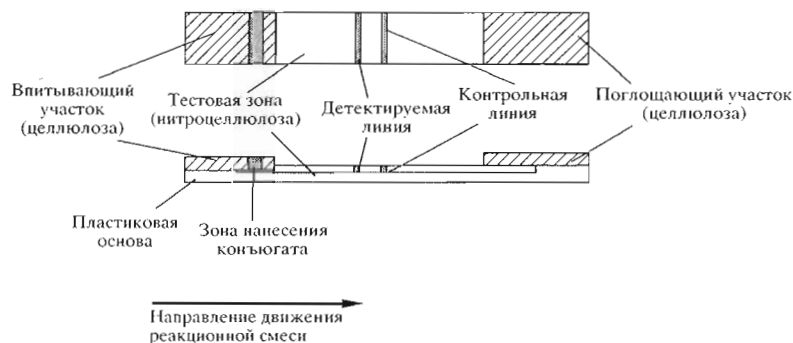 Впитывающий
участок
(целлюлоза)
Тестовая зона
(нитроцеллюлоза)
Детектируемая
линия
Контрольная
линия
Поглощающий участок
(целлюлоза)
Пластиковая
основа
Зона нанесения
конъюгата
Направление движения
реакционной смеси